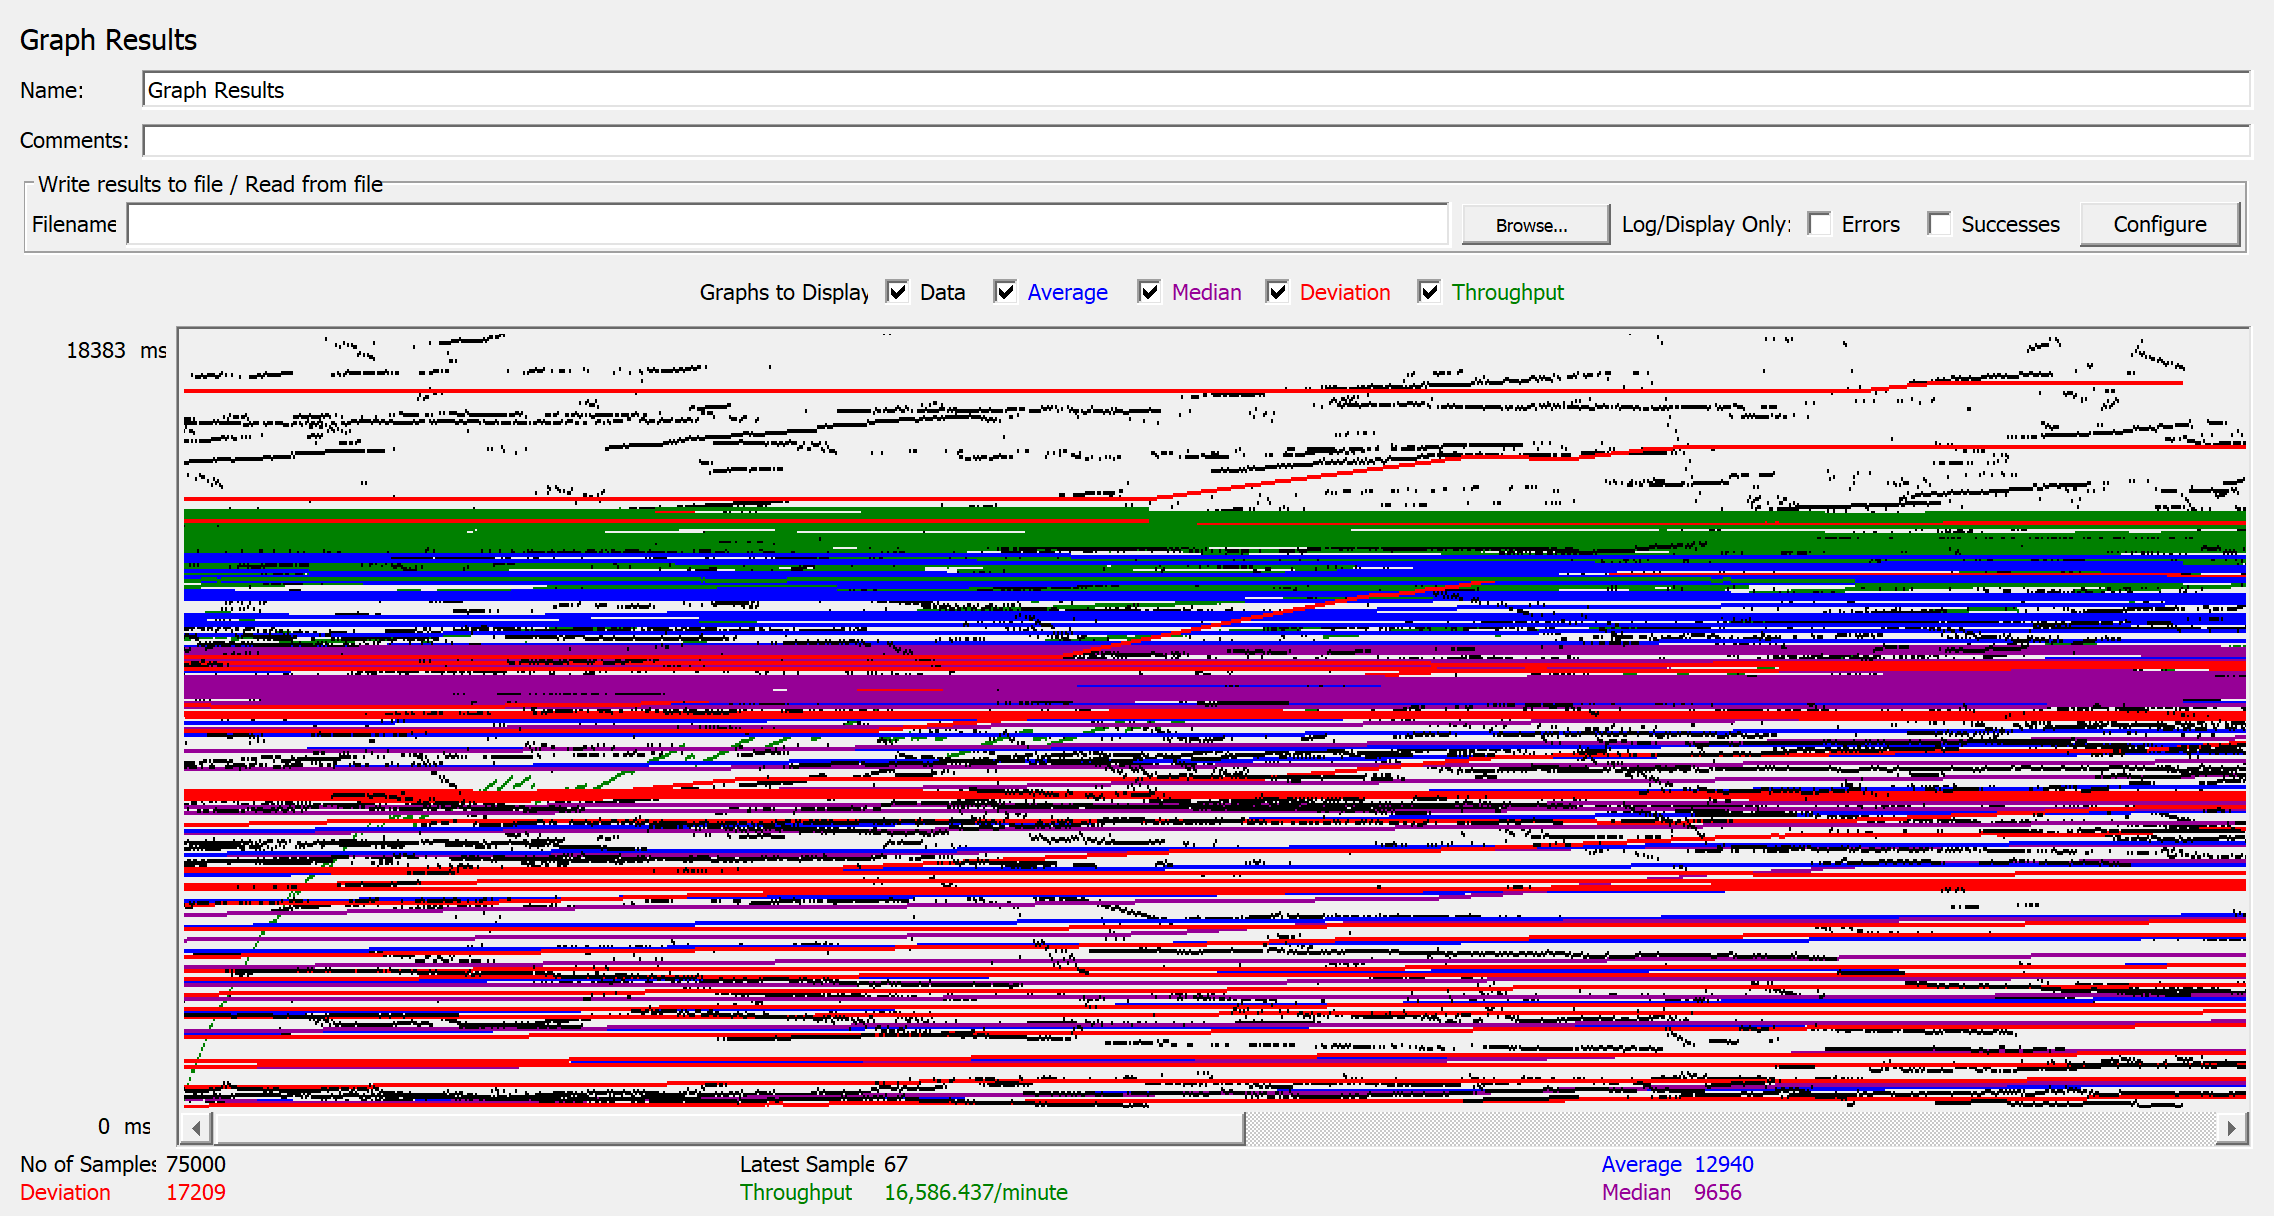 Graph Results
Name: Graph Results
Comments:
Write results to file / Read from file
Filename Browse... Log/Display Only: Errors Successes Configure
Graphs to Display Data Average Median Deviation Throughput
18383 ms
0 ms
No of Samples 75000 Latest Sample 67 Average 12940
Deviation 17209 Throughput 16,586.437/minute Median 9656